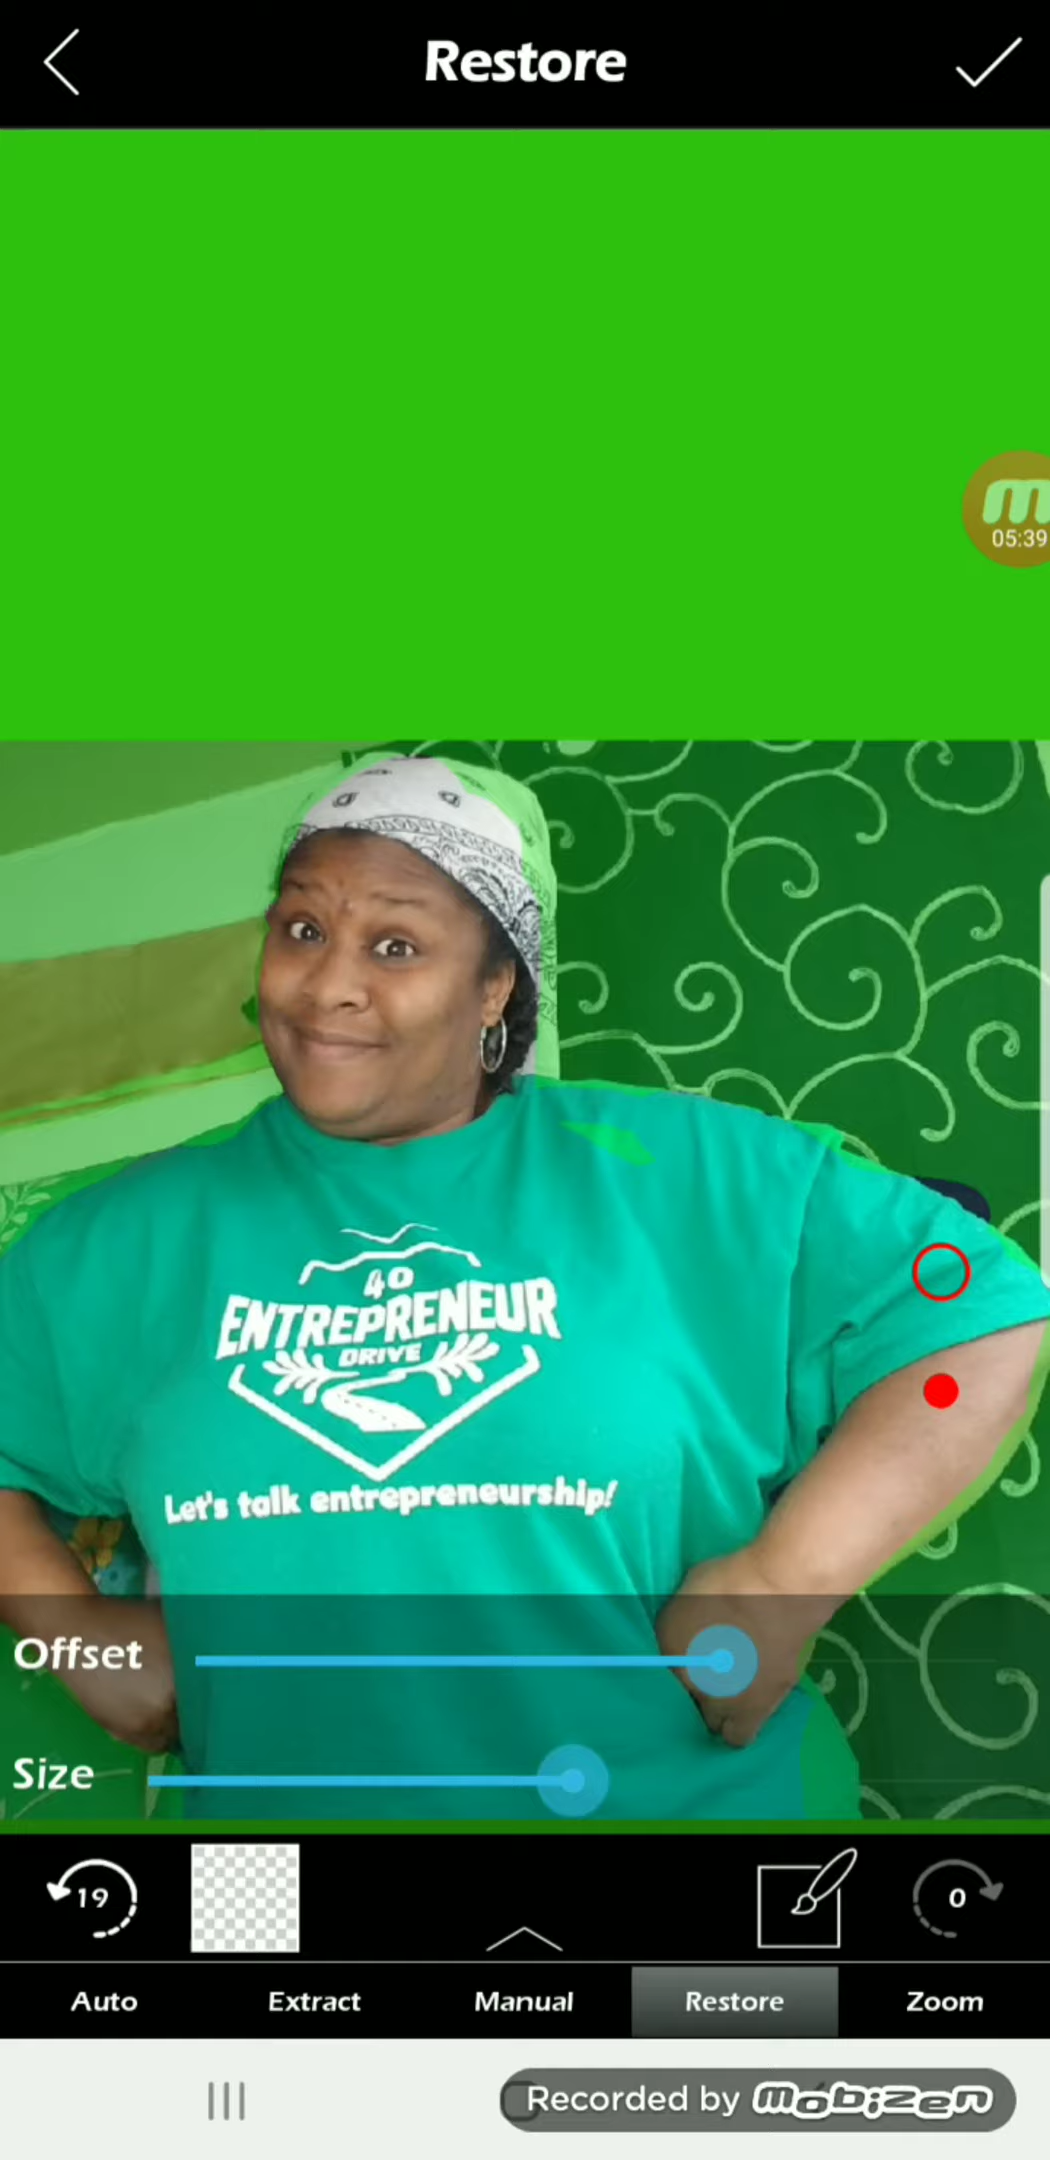 Restore
m
05:39
40
ENTREPRENEUR
DRIVE
Let's talk entrepreneurship!
Offset
Size
19
0
Auto Extract Manual Restore Zoom
Recorded by mobizen